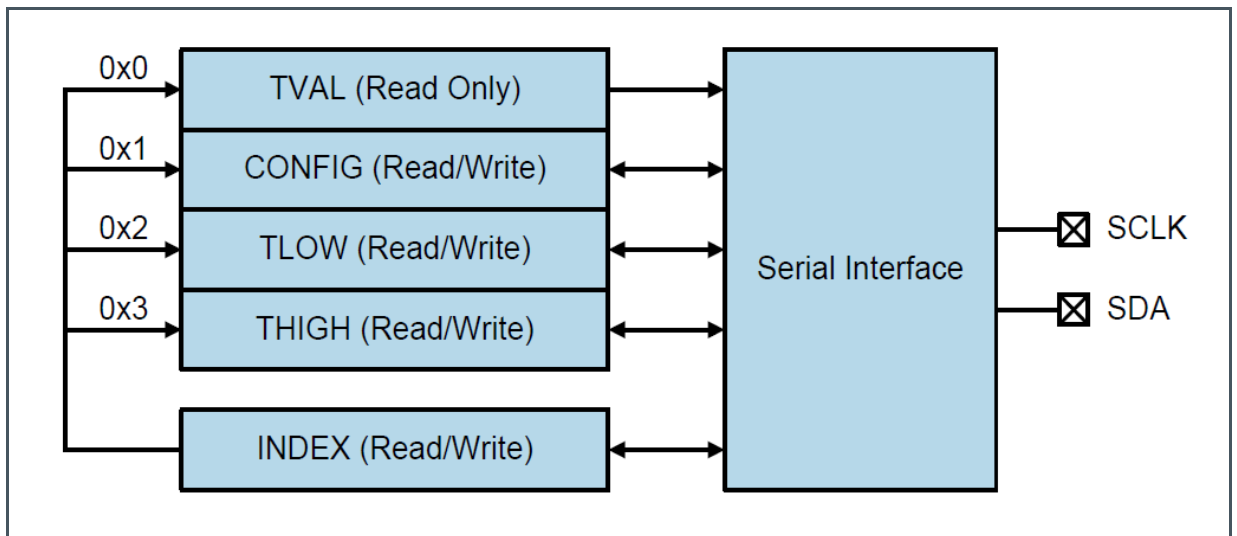 0x0
TVAL (Read Only)
0x1
CONFIG (Read/Write)
0x2
TLOW (Read/Write)
0x3
THIGH (Read/Write)
INDEX (Read/Write)
Serial Interface
SCLK
SDA